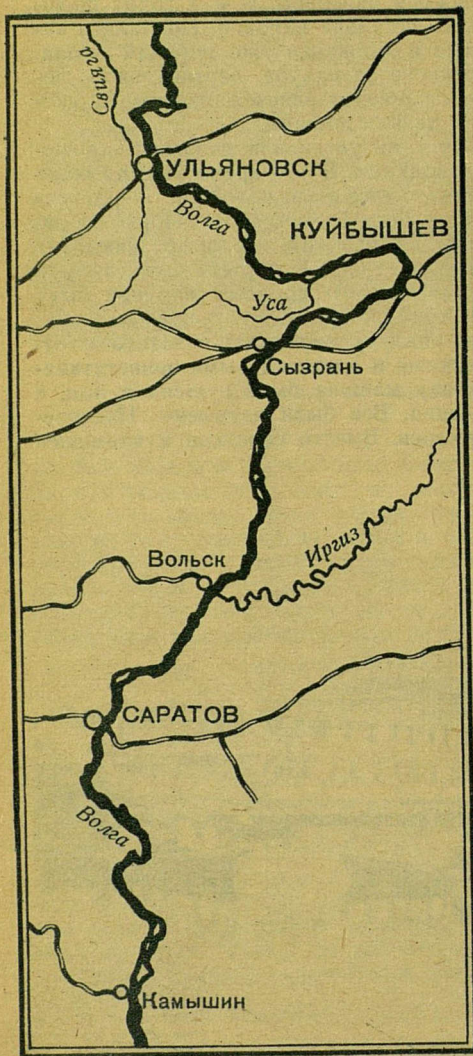 Свияга
УЛЬЯНОВСК
Волга
КУЙБЫШЕВ
Уса
Сызрань
Иргиз
Вольск
САРАТОВ
Волга
Камышин